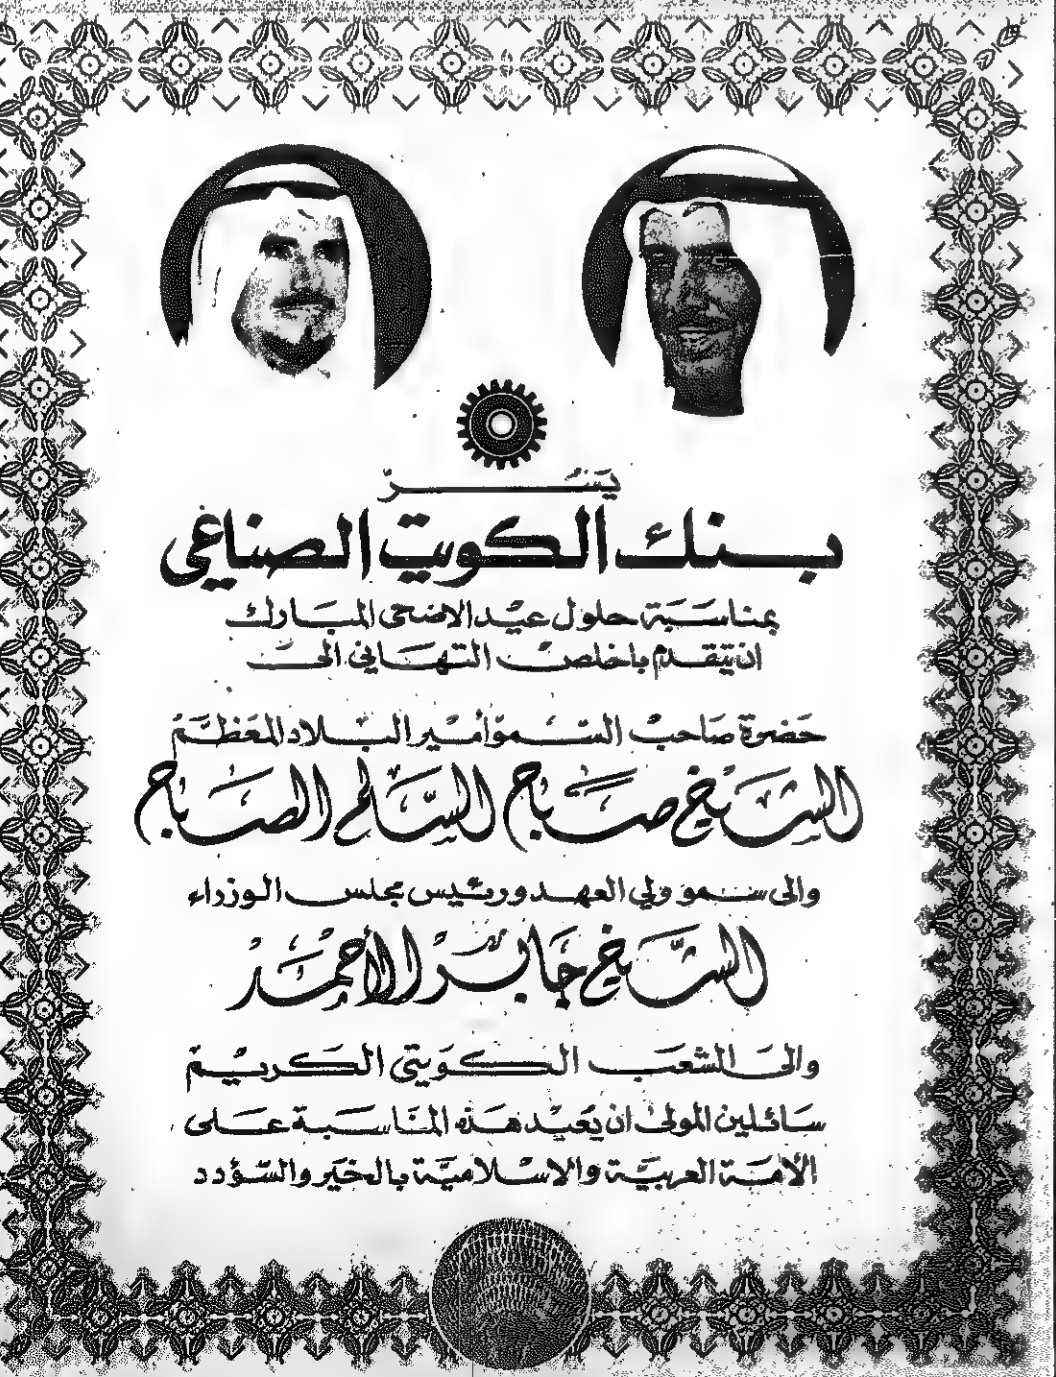 يسر
بنك الكويت الصناعي
بمناسبة حلول عيد الاضحى المبارك
ان يتقدم باخلص التهاني الى
حضرة صاحب السمو أمير البلاد المعظم
الشيخ صباح السالم الصباح
والى سمو ولي العهد ورئيس مجلس الوزراء
الشيخ جابر الأحمد
والى الشعب الكويتي الكريم
سائلين المولى ان يعيد هذه المناسبة على
الأمة العربية والاسلامية بالخير والسؤدد